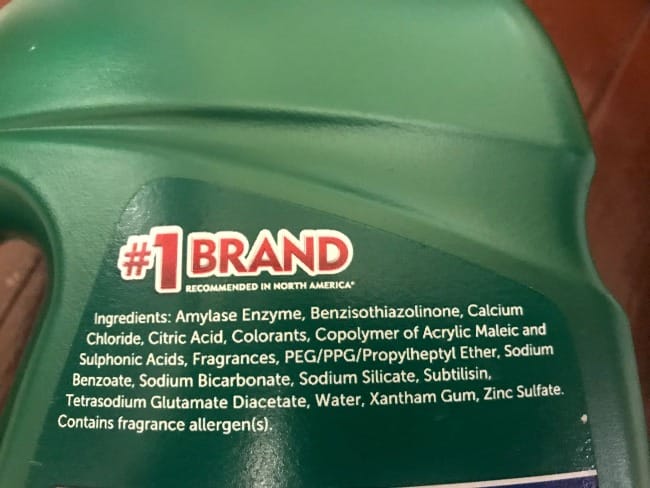 #1 BRAND
RECOMMENDED IN NORTH AMERICA*
Ingredients: Amylase Enzyme, Benzisothiazolinone, Calcium
Chloride, Citric Acid, Colorants, Copolymer of Acrylic Maleic and
Sulphonic Acids, Fragrances, PEG/PPG/Propylheptyl Ether, Sodium
Benzoate, Sodium Bicarbonate, Sodium Silicate, Subtilisin,
Tetrasodium Glutamate Diacetate, Water, Xantham Gum, Zinc Sulfate.
Contains fragrance allergen(s).